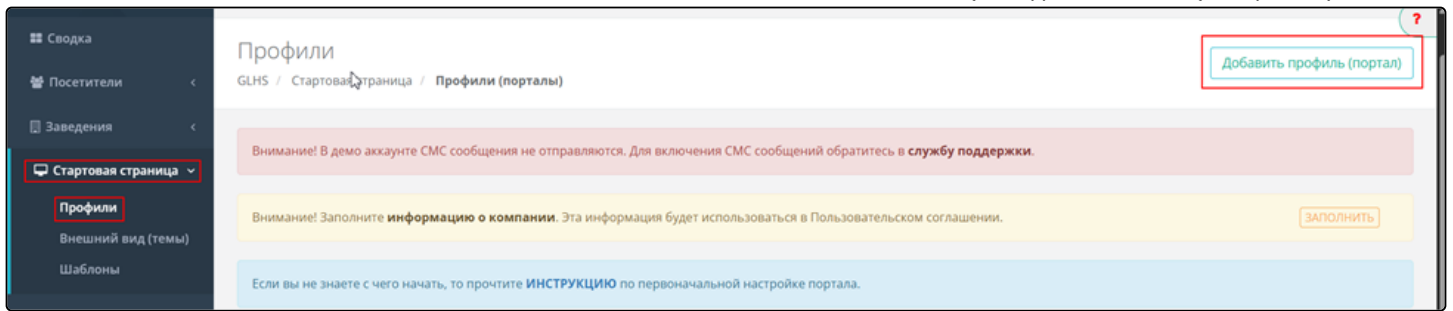 Сводка
Посетители
Заведения
Стартовая страница
Профили
Внешний вид (темы)
Шаблоны
Профили
GLHS / Стартовая страница / Профили (порталы)
?
Добавить профиль (портал)
Внимание! В демо аккаунте СМС сообщения не отправляются. Для включения СМС сообщений обратитесь в службу поддержки.
Внимание! Заполните информацию о компании. Эта информация будет использоваться в Пользовательском соглашении.
ЗАПОЛНИТЬ
Если вы не знаете с чего начать, то прочтите ИНСТРУКЦИЮ по первоначальной настройке портала.